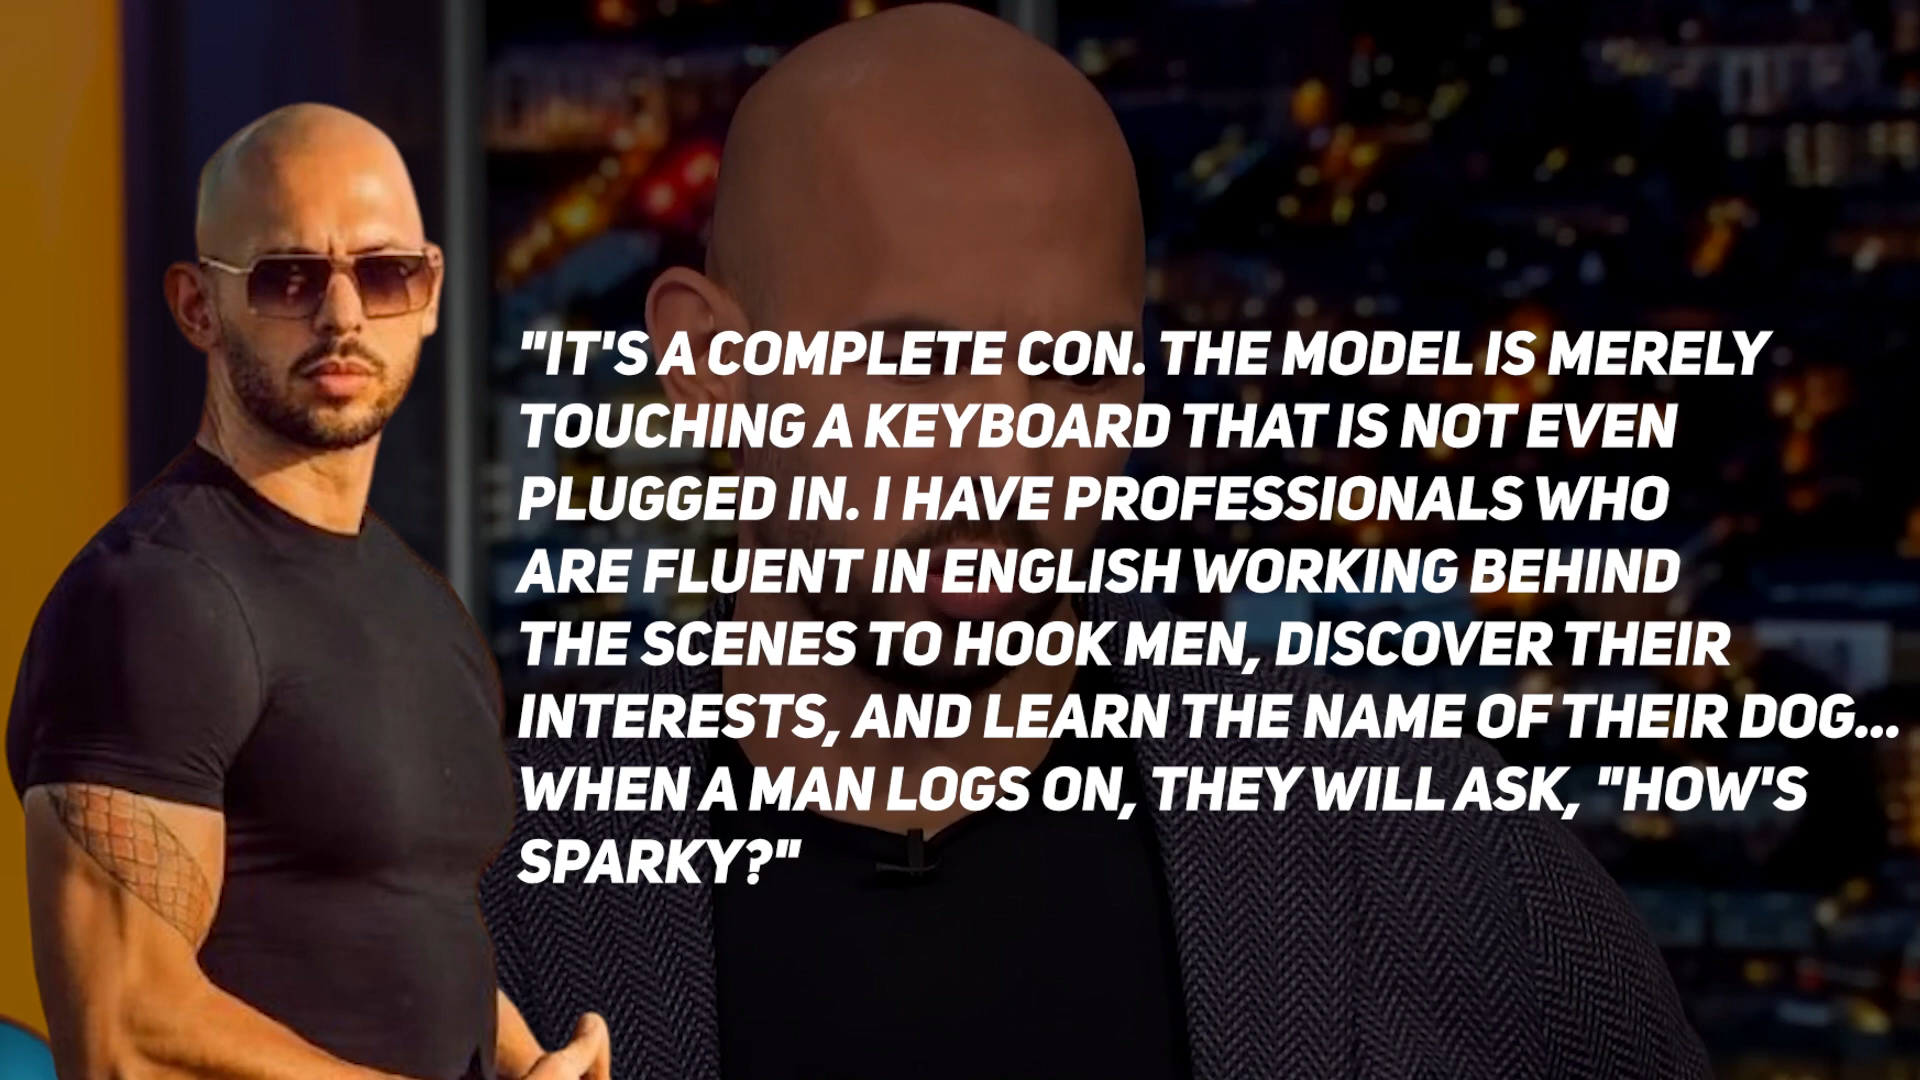 "IT'S A COMPLETE CON. THE MODEL IS MERELY
TOUCHING A KEYBOARD THAT IS NOT EVEN
PLUGGED IN. I HAVE PROFESSIONALS WHO
ARE FLUENT IN ENGLISH WORKING BEHIND
THE SCENES TO HOOK MEN, DISCOVER THEIR
INTERESTS, AND LEARN THE NAME OF THEIR DOG...
WHEN A MAN LOGS ON, THEY WILL ASK, "HOW'S
SPARKY?"